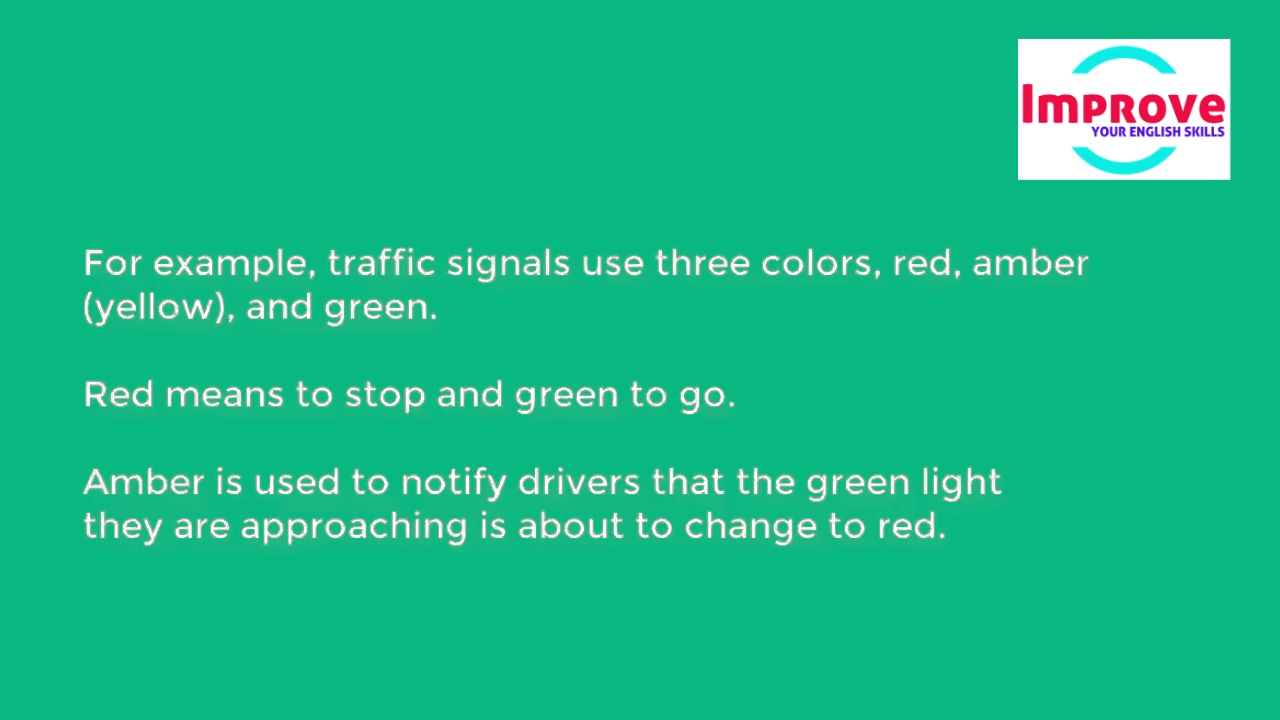 Improve
YOUR ENGLISH SKILLS
For example, traffic signals use three colors, red, amber
(yellow), and green.
Red means to stop and green to go.
Amber is used to notify drivers that the green light
they are approaching is about to change to red.